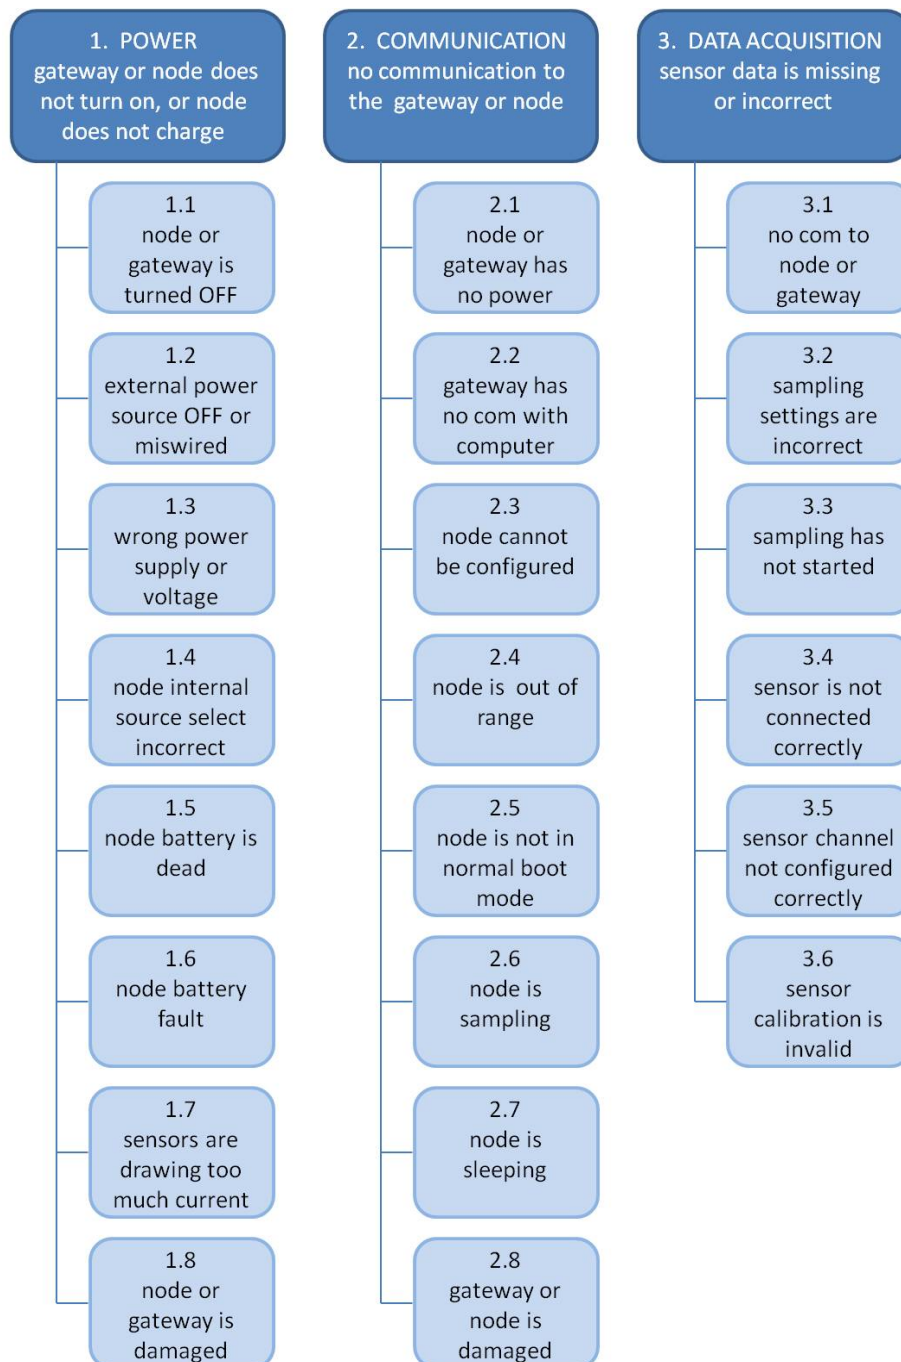 1. POWER
gateway or node does
not turn on, or node
does not charge
1.1
node or
gateway is
turned OFF
1.2
external power
source OFF or
miswired
1.3
wrong power
supply or
voltage
1.4
node internal
source select
incorrect
1.5
node battery is
dead
1.6
node battery
fault
1.7
sensors are
drawing too
much current
1.8
node or
gateway is
damaged
2. COMMUNICATION
no communication to
the gateway or node
2.1
node or
gateway has
no power
2.2
gateway has
no com with
computer
2.3
node cannot
be configured
2.4
node is out of
range
2.5
node is not in
normal boot
mode
2.6
node is
sampling
2.7
node is
sleeping
2.8
gateway or
node is
damaged
3. DATA ACQUISITION
sensor data is missing
or incorrect
3.1
no com to
node or
gateway
3.2
sampling
settings are
incorrect
3.3
sampling has
not started
3.4
sensor is not
connected
correctly
3.5
sensor channel
not configured
correctly
3.6
sensor
calibration is
invalid